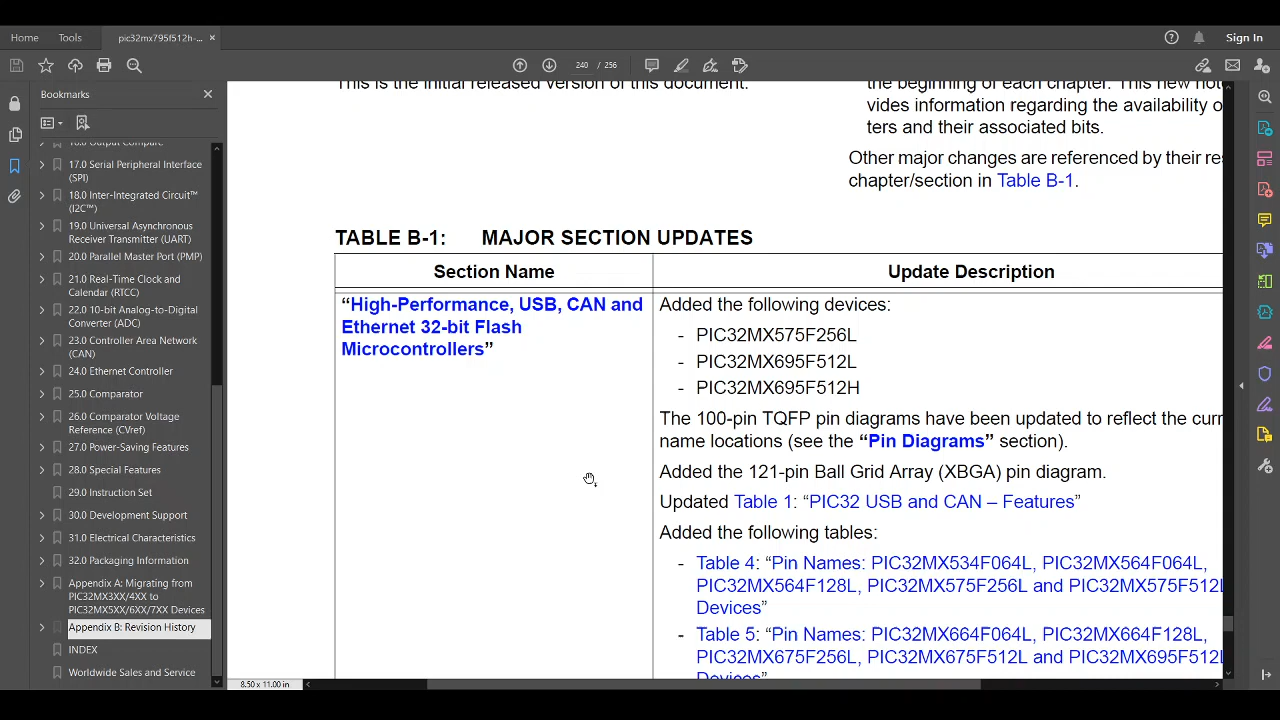 Home
Tools
pic32mx795f512h-...
Sign In
240 / 256
Bookmarks
17.0 Serial Peripheral Interface
(SPI)
18.0 Inter-Integrated Circuit™
(I2C™)
19.0 Universal Asynchronous
Receiver Transmitter (UART)
20.0 Parallel Master Port (PMP)
21.0 Real-Time Clock and
Calendar (RTCC)
22.0 10-bit Analog-to-Digital
Converter (ADC)
23.0 Controller Area Network
(CAN)
24.0 Ethernet Controller
25.0 Comparator
26.0 Comparator Voltage
Reference (CVref)
27.0 Power-Saving Features
28.0 Special Features
29.0 Instruction Set
30.0 Development Support
31.0 Electrical Characteristics
32.0 Packaging Information
Appendix A: Migrating from
PIC32MX3XX/4XX to
PIC32MX5XX/6XX/7XX Devices
Appendix B: Revision History
INDEX
Worldwide Sales and Service
This is the initial released version of this document.
the beginning of each chapter. This new not
vides information regarding the availability o
ters and their associated bits.
Other major changes are referenced by their res
chapter/section in Table B-1.
TABLE B-1: MAJOR SECTION UPDATES
Section Name
Update Description
“High-Performance, USB, CAN and
Ethernet 32-bit Flash
Microcontrollers”
Added the following devices:
- PIC32MX575F256L
- PIC32MX695F512L
- PIC32MX695F512H
The 100-pin TQFP pin diagrams have been updated to reflect the curr
name locations (see the “Pin Diagrams” section).
Added the 121-pin Ball Grid Array (XBGA) pin diagram.
Updated Table 1: “PIC32 USB and CAN – Features”
Added the following tables:
- Table 4: “Pin Names: PIC32MX534F064L, PIC32MX564F064L,
PIC32MX564F128L, PIC32MX575F256L and PIC32MX575F512L
Devices”
- Table 5: “Pin Names: PIC32MX664F064L, PIC32MX664F128L,
PIC32MX675F256L, PIC32MX675F512L and PIC32MX695F512L
Devices”
8.50 x 11.00 in